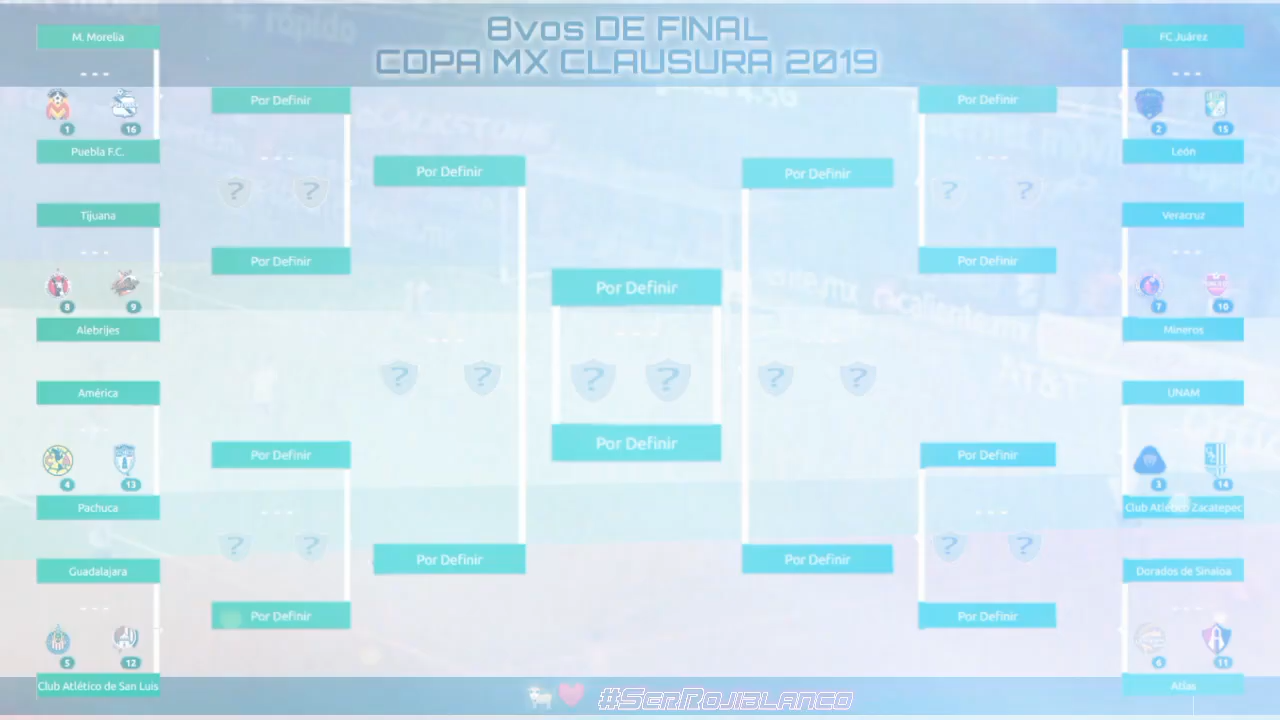 8vos DE FINAL
COPA MX CLAUSURA 2019
M. Morelia
- - -
1 16
Puebla F.C.
Tijuana
- - -
8 9
Alebrijes
América
- - -
4 13
Pachuca
Guadalajara
- - -
5 12
Club Atlético de San Luis
Por Definir
- - -
? ?
Por Definir
Por Definir
- - -
? ?
Por Definir
Por Definir
- - -
? ?
Por Definir
Por Definir
- - -
? ?
Por Definir
Por Definir
? ?
Por Definir
Por Definir
- - -
? ?
Por Definir
Por Definir
- - -
? ?
Por Definir
FC Juárez
- - -
2 15
León
Veracruz
- - -
7 10
Mineros
UNAM
3 14
Club Atlético Zacatepec
Dorados de Sinaloa
- - -
6 11
Atlas
#SerRojiblanco